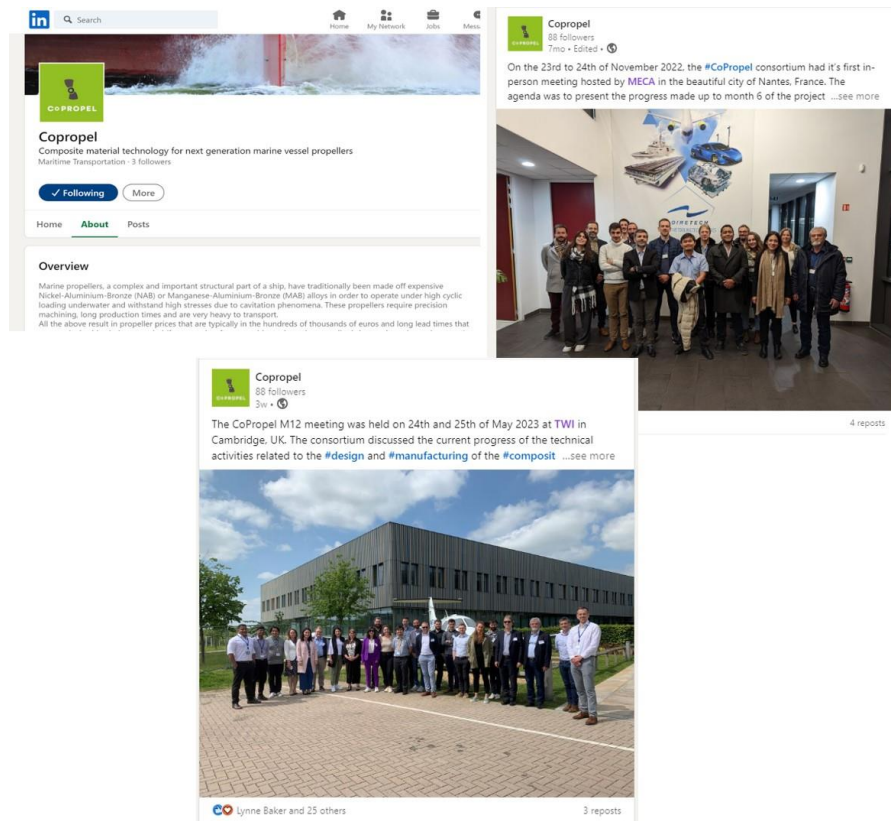 in
Search
Home
My Network
Jobs
CoPROPEL
Copropel
Composite material technology for next generation marine vessel propellers
Maritime Transportation · 3 followers
✓ Following
More
Home
About
Posts
Overview
Marine propellers, a complex and important structural part of a ship, have traditionally been made off expensive
Nickel-Aluminium-Bronze (NAB) or Manganese-Aluminium-Bronze (MAB) alloys in order to operate under high cyclic
loading underwater and withstand high stresses due to cavitation phenomena. These propellers require precision
machining, long production times and are very heavy to transport.
All the above result in propeller prices that are typically in the hundreds of thousands of euros and long lead times that
Copropel
88 followers
7mo • Edited •
On the 23rd to 24th of November 2022, the #CoPropel consortium had it's first in-
person meeting hosted by MECA in the beautiful city of Nantes, France. The
agenda was to present the progress made up to month 6 of the project ...see more
4 reposts
CoPROPEL
Copropel
88 followers
3w •
The CoPropel M12 meeting was held on 24th and 25th of May 2023 at TWI in
Cambridge, UK. The consortium discussed the current progress of the technical
activities related to the #design and #manufacturing of the #composit ...see more
Lynne Baker and 25 others
3 reposts